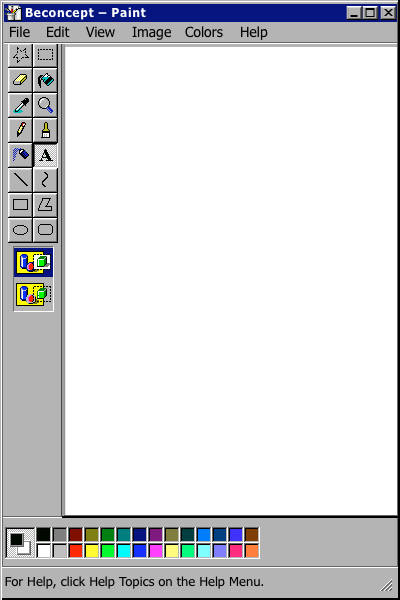 Beconcept – Paint
File Edit View Image Colors Help
A
For Help, click Help Topics on the Help Menu.